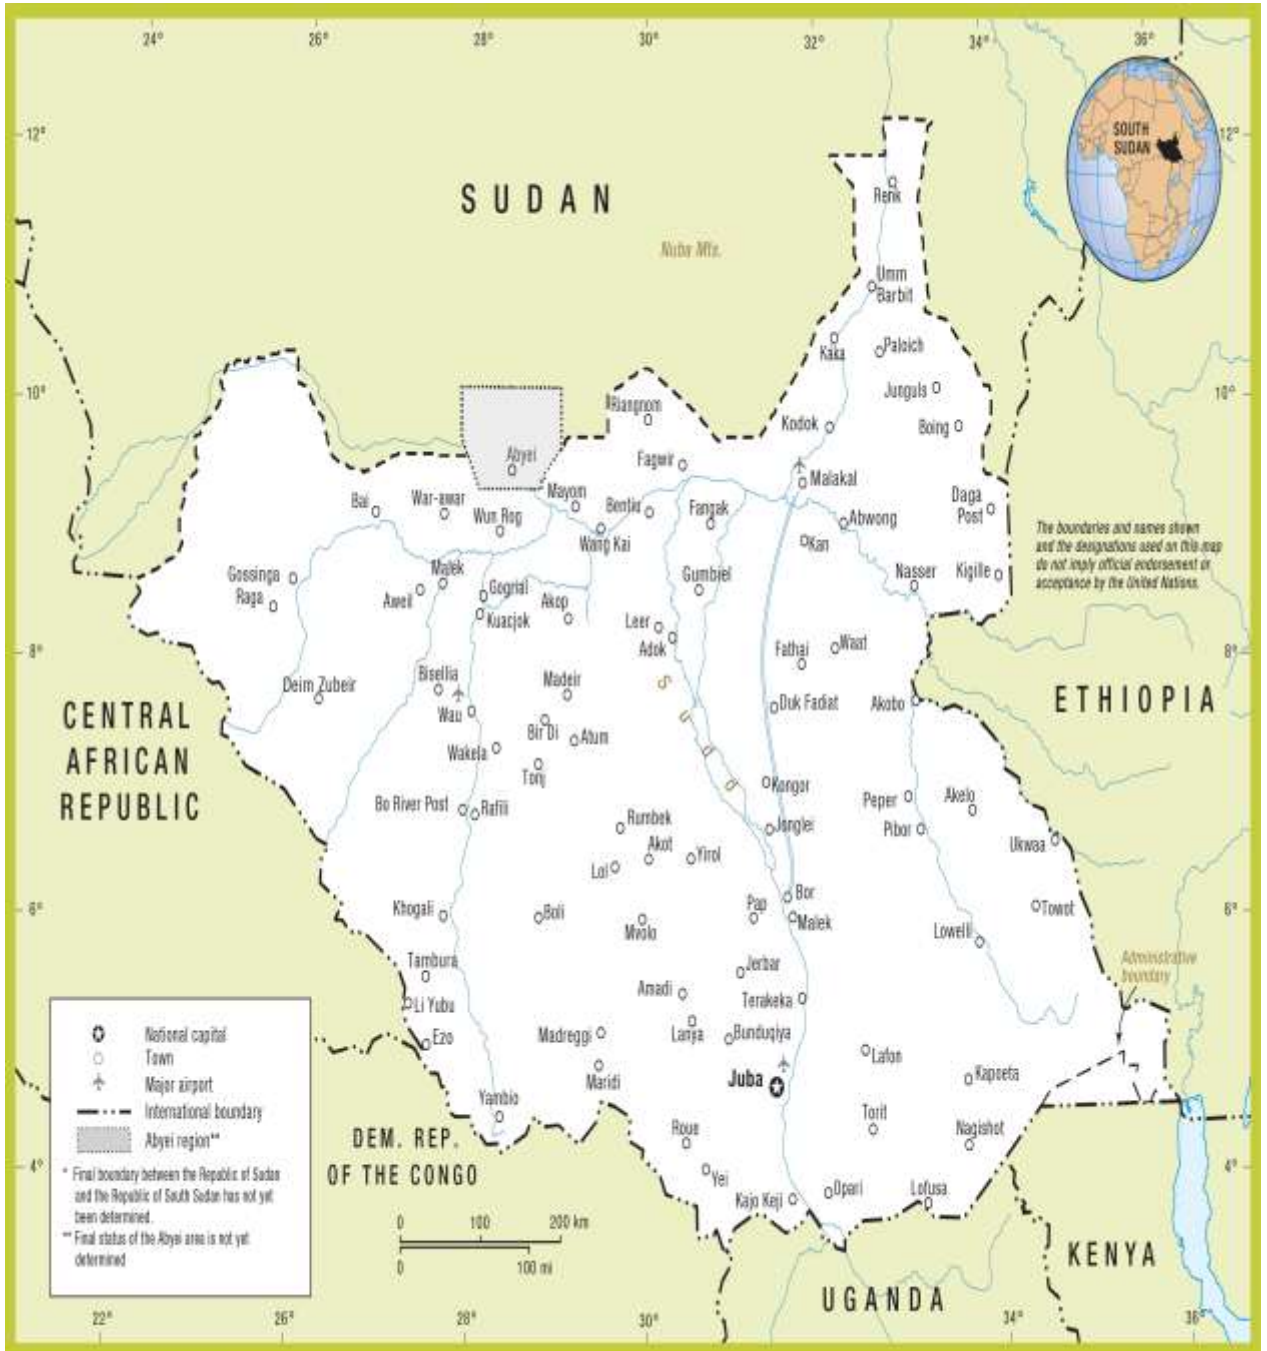 24°
26°
28°
30°
32°
34°
36°
12°
SOUTH
SUDAN
12°
SUDAN
Renk
Nuba Mts.
Umm
Barbit
Kaka
Paloich
10°
Junguls
10°
Riangnom
Kodok
Boing
Abyei
Fagwir
Malakal
Bai
War-awar
Mayom
Bentiu
Fangak
Daga
Post
Wun Rog
Abwong
Wang Kai
Kan
The boundaries and names shown
and the designations used on this map
do not imply official endorsement or
acceptance by the United Nations.
Gossinga
Malek
Gumbiel
Nasser
Kigille
Raga
Aweil
Gogrial
Akop
Kuacjok
Leer
Adok
Fathai
Waat
8°
8°
Deim Zubeir
Bisellia
Madeir
Sudd
CENTRAL
AFRICAN
REPUBLIC
ETHIOPIA
Wau
Duk Fadiat
Akobo
Bir Di
Atum
Wakela
Tonj
Kongor
Bo River Post
Rafili
Peper
Akelo
Rumbek
Jonglei
Pibor
Akot
Yirol
Ukwaa
Lol
Bor
6°
Khogali
Boli
Pap
Malek
Towot
6°
Mvolo
Lowelli
Tambura
Jerbar
Administrative
boundary
Amadi
Terakeka
Li Yubu
Lanya
Bunduqiya
Ezo
Madreggi
Lafon
Maridi
Juba
Kapoeta
Yambio
Torit
Roue
Nagishot
DEM. REP.
OF THE CONGO
4°
Yei
Opari
Lofusa
Kajo Keji
National capital
Town
Major airport
International boundary
Abyei region**
* Final boundary between the Republic of Sudan
and the Republic of South Sudan has not yet
been determined.
** Final status of the Abyei area is not yet
determined
0 100 200 km
0 100 mi
KENYA
UGANDA
22°
26°
28°
30°
34°
36°